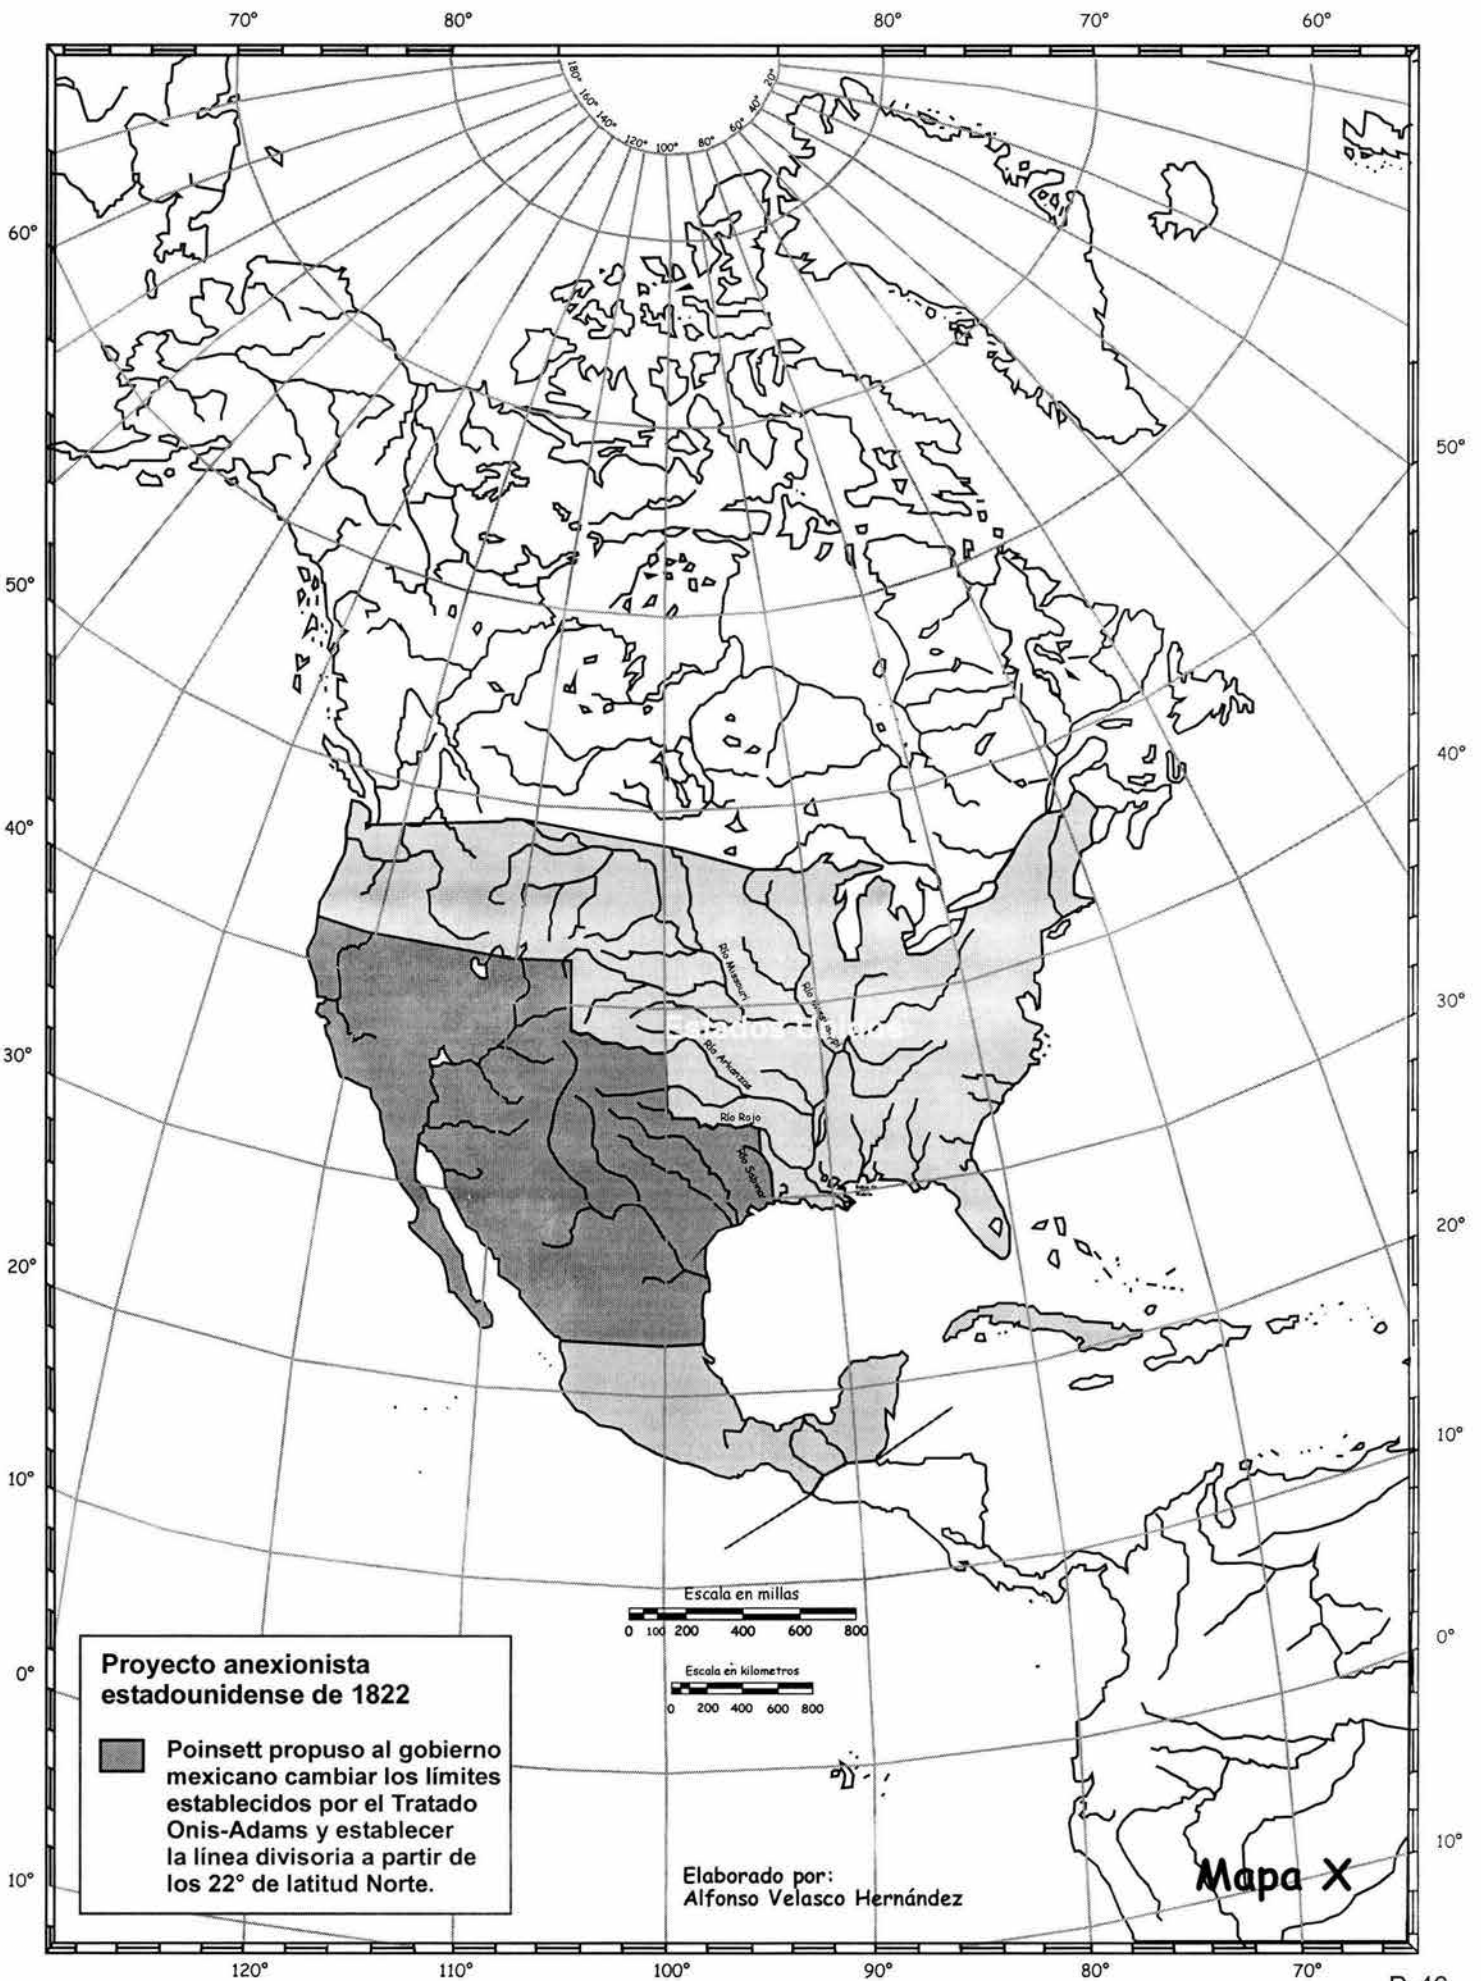 70° 80° 80° 70° 60°
180° 160° 140° 120° 100° 80° 60° 40° 20°
60°
50°
50°
40°
40°
30°
30°
20°
20°
10°
10°
0°
0°
10°
10°
Río Missouri
Estados Unidos
Río Arkanzas
Río Rojo
Río Sabina
Escala en millas
0 100 200 400 600 800
Escala en kilometros
0 200 400 600 800
Proyecto anexionista
estadounidense de 1822
Poinsett propuso al gobierno
mexicano cambiar los límites
establecidos por el Tratado
Onis-Adams y establecer
la línea divisoria a partir de
los 22° de latitud Norte.
Elaborado por:
Alfonso Velasco Hernández
Mapa X
120° 110° 100° 90° 80° 70°